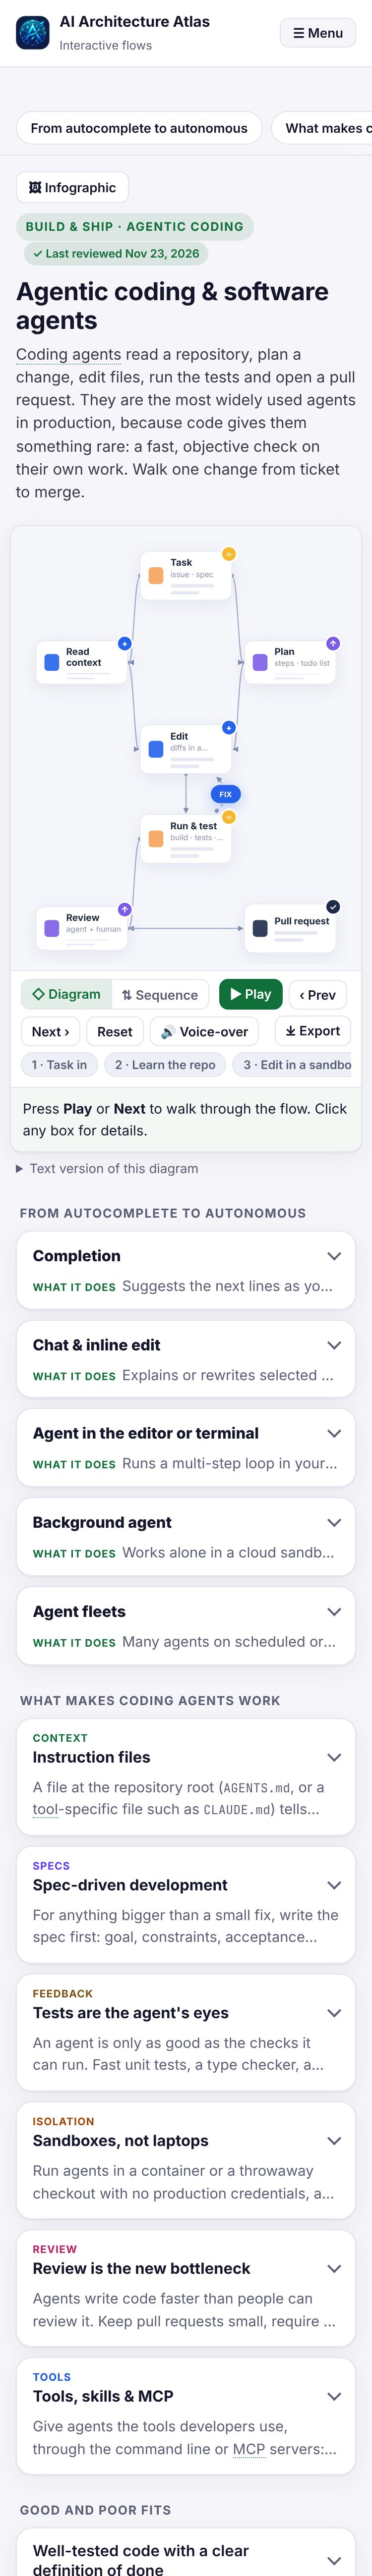 AI Architecture Atlas
Interactive flows
☰ Menu
From autocomplete to autonomous
What makes c
Infographic
BUILD & SHIP · AGENTIC CODING
✓ Last reviewed Nov 23, 2026
Agentic coding & software
agents
Coding agents read a repository, plan a
change, edit files, run the tests and open a pull
request. They are the most widely used agents
in production, because code gives them
something rare: a fast, objective check on
their own work. Walk one change from ticket
to merge.
Task
issue · spec
Read
context
Plan
steps · todo list
Edit
diffs in a…
FIX
Run & test
build · tests ·…
Review
agent + human
Pull request
◇ Diagram
⇅ Sequence
▶ Play
‹ Prev
Next ›
Reset
🔊 Voice-over
Export
1 · Task in
2 · Learn the repo
3 · Edit in a sandbo
Press Play or Next to walk through the flow. Click
any box for details.
▶ Text version of this diagram
FROM AUTOCOMPLETE TO AUTONOMOUS
Completion
WHAT IT DOES Suggests the next lines as yo…
Chat & inline edit
WHAT IT DOES Explains or rewrites selected …
Agent in the editor or terminal
WHAT IT DOES Runs a multi-step loop in your…
Background agent
WHAT IT DOES Works alone in a cloud sandb…
Agent fleets
WHAT IT DOES Many agents on scheduled or…
WHAT MAKES CODING AGENTS WORK
CONTEXT
Instruction files
A file at the repository root (AGENTS.md, or a
tool-specific file such as CLAUDE.md) tells…
SPECS
Spec-driven development
For anything bigger than a small fix, write the
spec first: goal, constraints, acceptance…
FEEDBACK
Tests are the agent's eyes
An agent is only as good as the checks it
can run. Fast unit tests, a type checker, a…
ISOLATION
Sandboxes, not laptops
Run agents in a container or a throwaway
checkout with no production credentials, a…
REVIEW
Review is the new bottleneck
Agents write code faster than people can
review it. Keep pull requests small, require …
TOOLS
Tools, skills & MCP
Give agents the tools developers use,
through the command line or MCP servers:…
GOOD AND POOR FITS
Well-tested code with a clear
definition of done